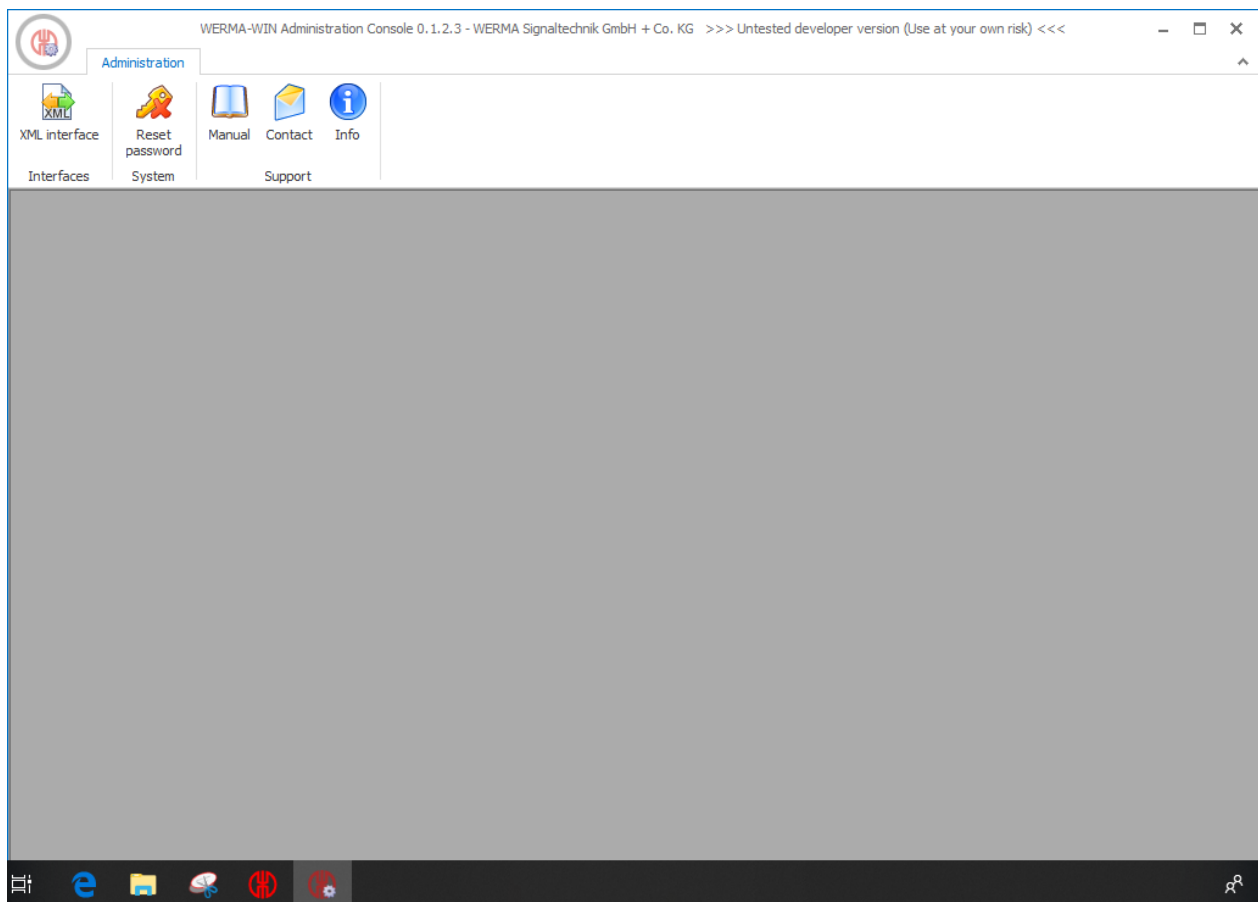 WERMA-WIN Administration Console 0.1.2.3 - WERMA Signaltechnik GmbH + Co. KG >>> Untested developer version (Use at your own risk) <<<
Administration
XML
XML interface
Reset
password
Manual
Contact
Info
Interfaces
System
Support